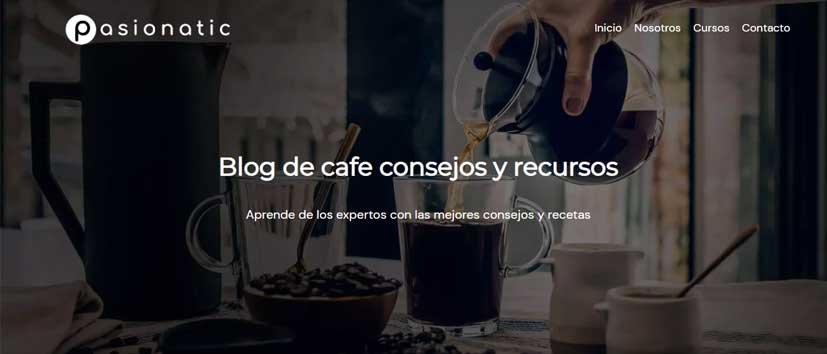 Pasionatic
Inicio Nosotros Cursos Contacto
Blog de cafe consejos y recursos
Aprende de los expertos con las mejores consejos y recetas